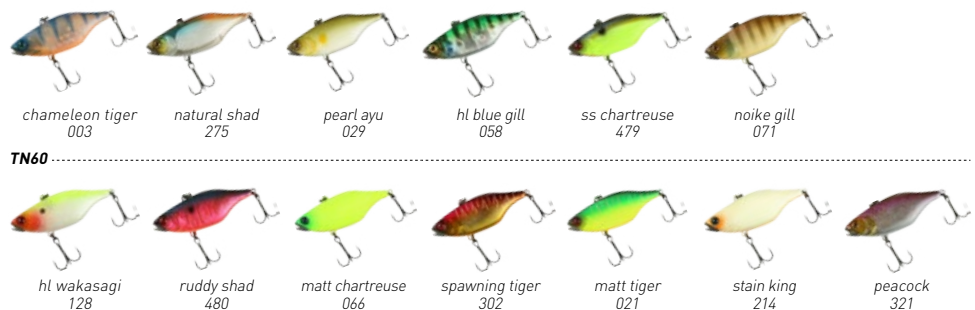 chameleon tiger
003
natural shad
275
pearl ayu
029
hl blue gill
058
ss chartreuse
479
noike gill
071
TN60
hl wakasagi
128
ruddy shad
480
matt chartreuse
066
spawning tiger
302
matt tiger
021
stain king
214
peacock
321